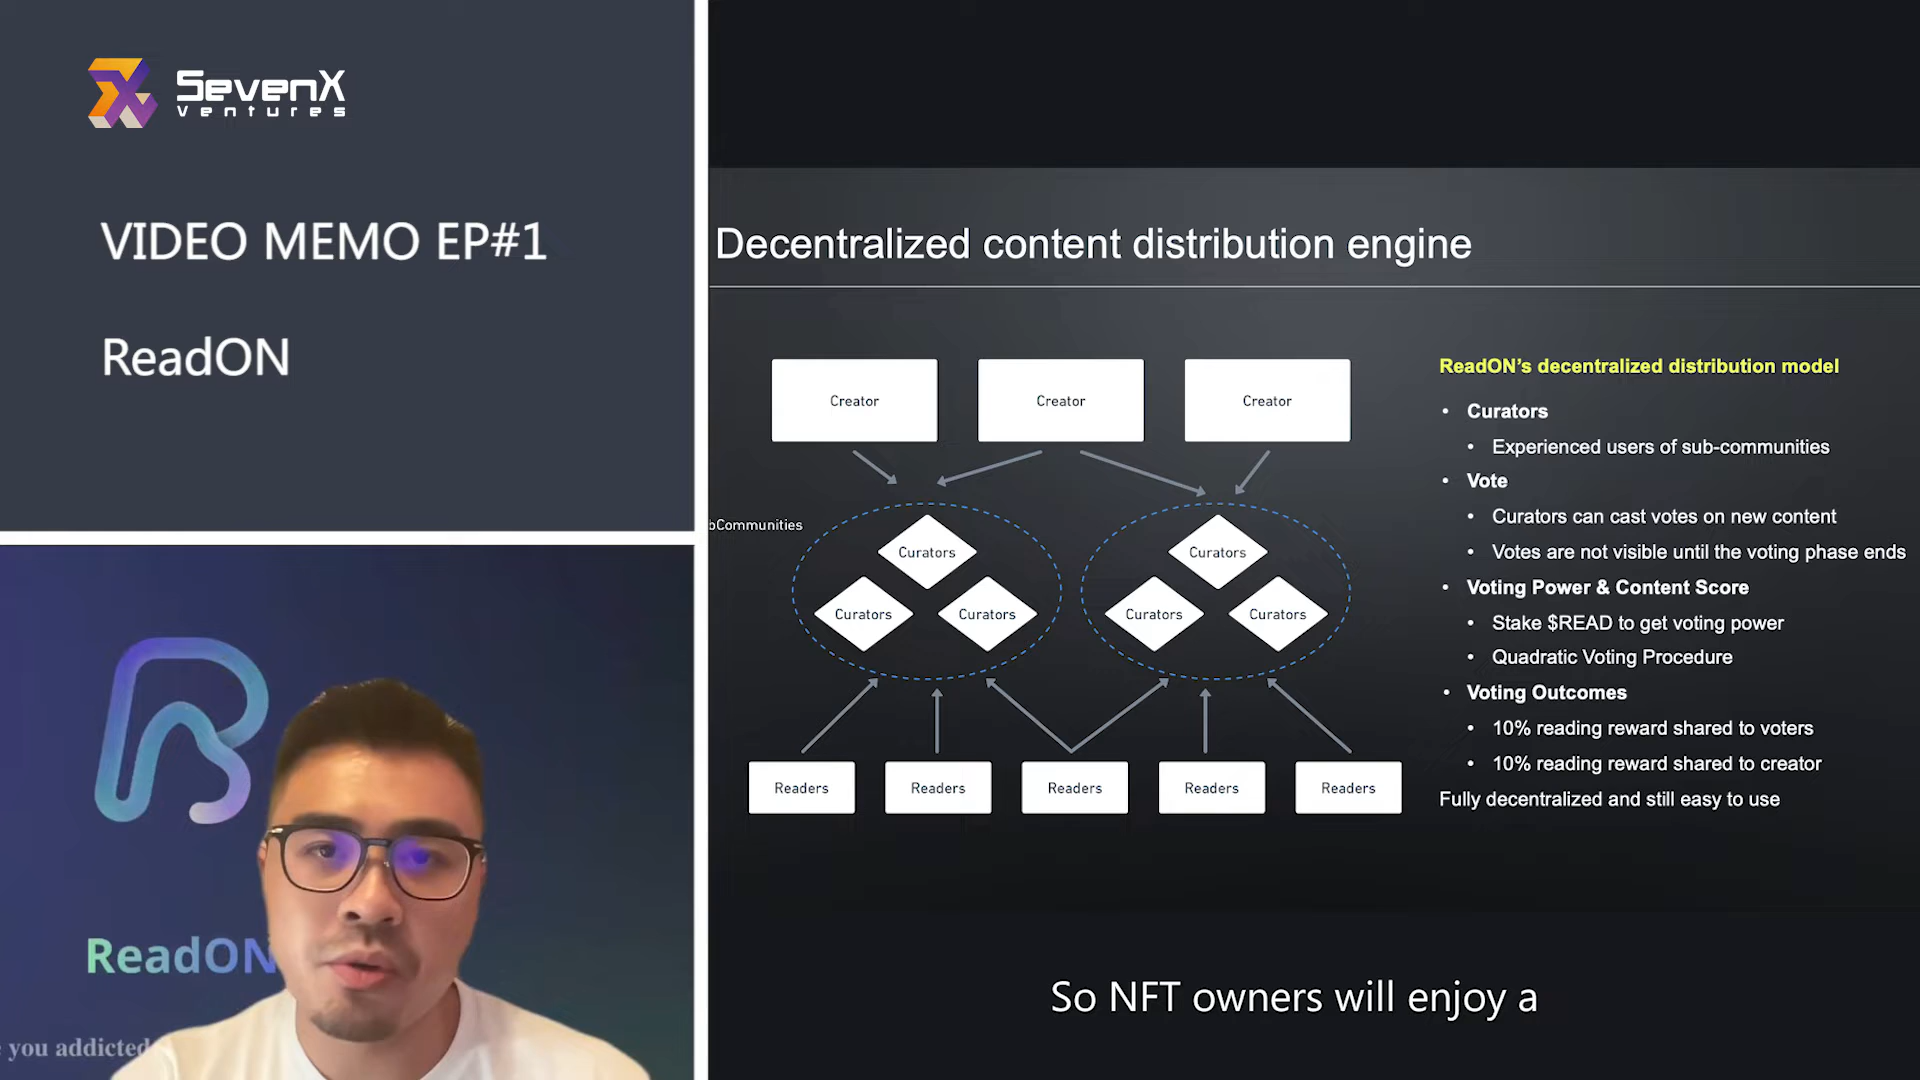 SevenX
Ventures
VIDEO MEMO EP#1
ReadON
ReadON
you addicted
Decentralized content distribution engine
Creator
Creator
Creator
bCommunities
Curators
Curators
Curators
Curators
Curators
Curators
Readers
Readers
Readers
Readers
Readers
ReadON's decentralized distribution model
• Curators
• Experienced users of sub-communities
• Vote
• Curators can cast votes on new content
• Votes are not visible until the voting phase ends
• Voting Power & Content Score
• Stake $READ to get voting power
• Quadratic Voting Procedure
• Voting Outcomes
• 10% reading reward shared to voters
• 10% reading reward shared to creator
Fully decentralized and still easy to use
So NFT owners will enjoy a